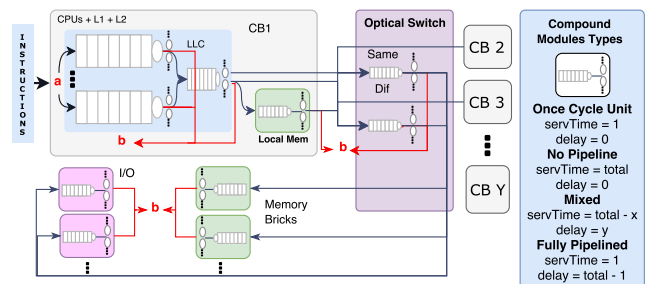 INSTRUCTIONS
CPUs + L1 + L2
CB1
LLC
a
b
Local Mem
Optical Switch
Same
Dif
b
CB 2
CB 3
CB Y
I/O
b
Memory
Bricks
Compound
Modules Types
Once Cycle Unit
servTime = 1
delay = 0
No Pipeline
servTime = total
delay = 0
Mixed
servTime = total - x
delay = y
Fully Pipelined
servTime = 1
delay = total - 1